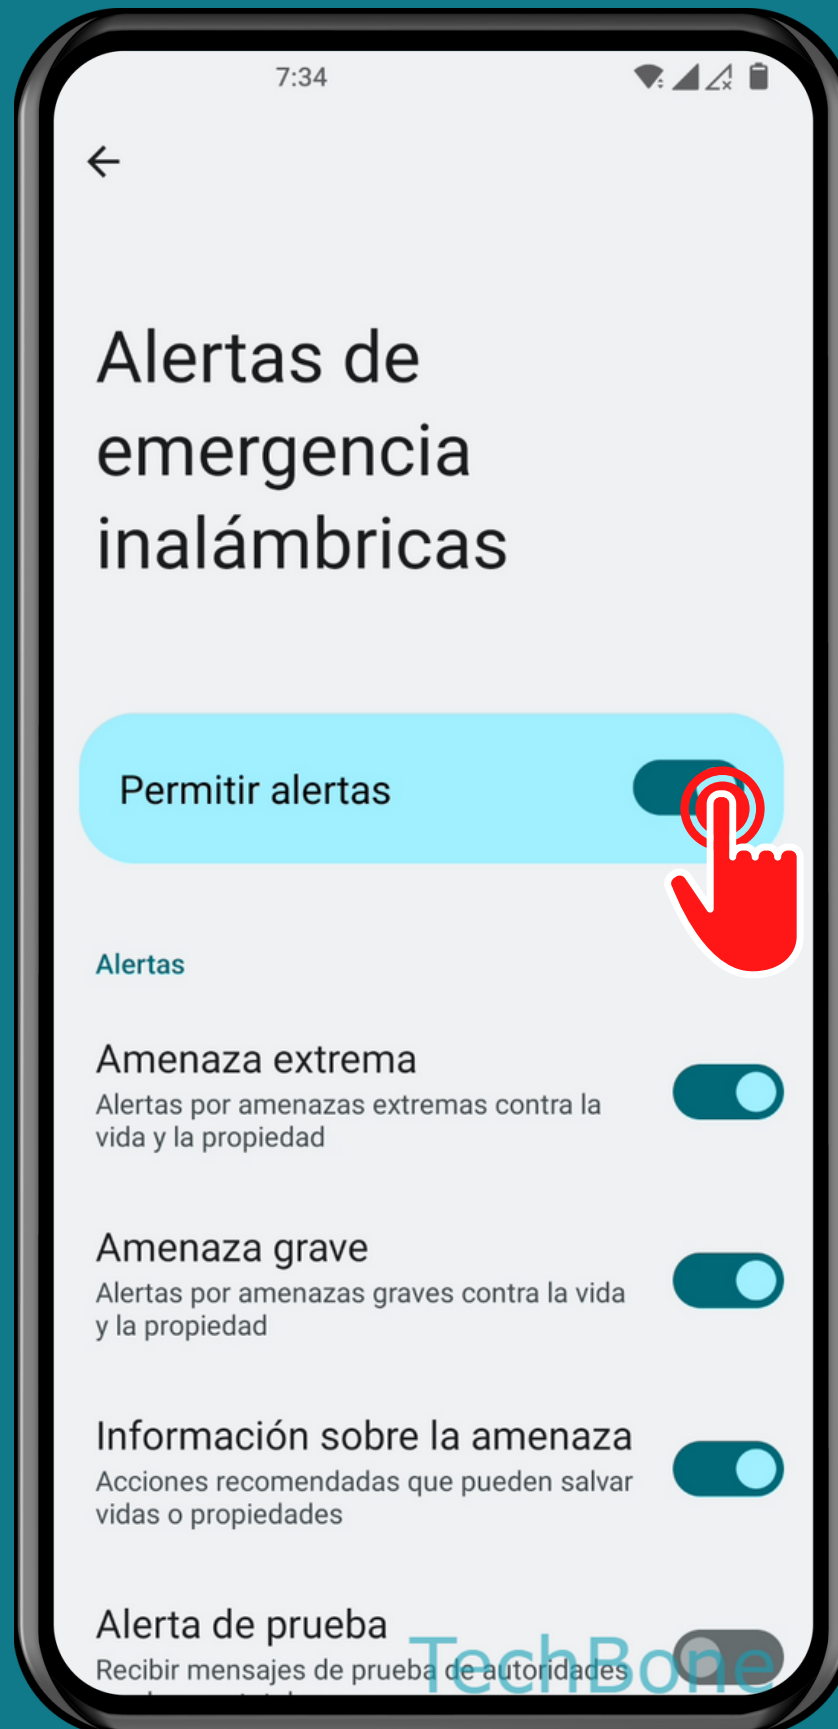 7:34
Alertas de
emergencia
inalámbricas
Permitir alertas
Alertas
Amenaza extrema
Alertas por amenazas extremas contra la
vida y la propiedad
Amenaza grave
Alertas por amenazas graves contra la vida
y la propiedad
Información sobre la amenaza
Acciones recomendadas que pueden salvar
vidas o propiedades
Alerta de prueba
Recibir mensajes de prueba de autoridades
TechBone